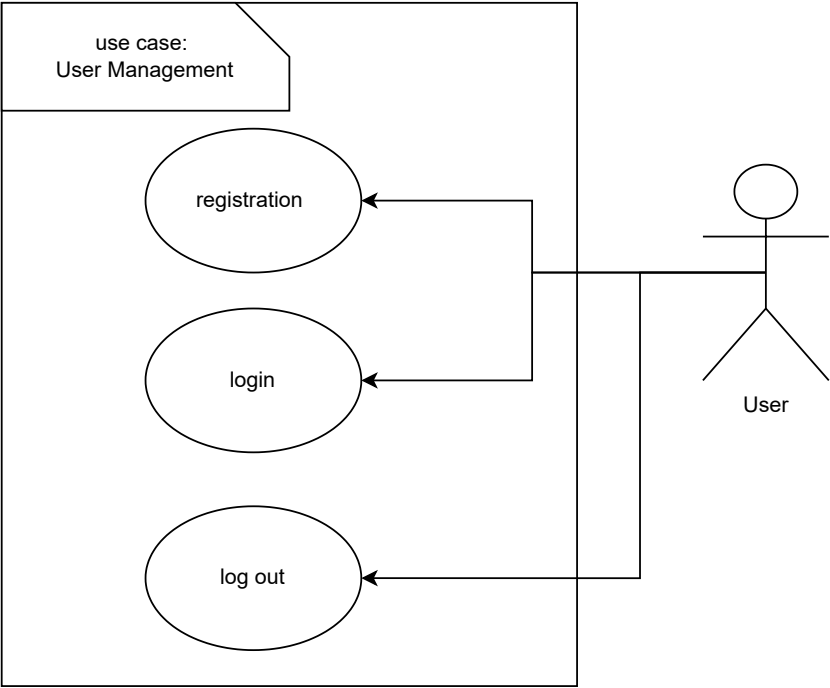 use case:
User Management
registration
login
User
log out